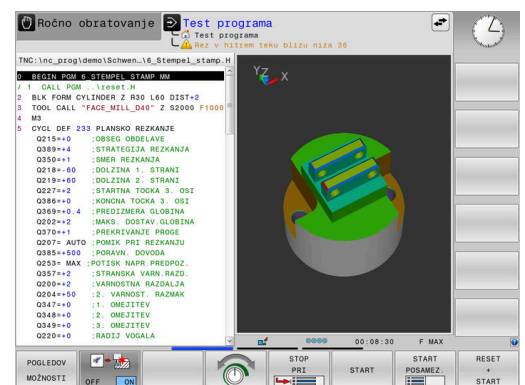 Ročno obratovanje
Test programa
Test programa
Rez v hitrem teku blizu niza 36
TNC:\nc_prog\demo\Schwen…\6_Stempel_stamp.H
0 BEGIN PGM 6_STEMPEL_STAMP MM
/ 1 CALL PGM ..\reset.H
2 BLK FORM CYLINDER Z R30 L60 DIST+2
3 TOOL CALL "FACE_MILL_D40" Z S2000 F1000
4 M3
5 CYCL DEF 233 PLANSKO REZKANJE
Q215=+0 ;OBSEG OBDELAVE
Q389=+4 ;STRATEGIJA REZKANJA
Q350=+1 ;SMER REZKANJA
Q218=-60 ;DOLZINA 1. STRANI
Q219=+60 ;DOLZINA 2. STRANI
Q227=+2 ;STARTNA TOCKA 3. OSI
Q386=+0 ;KONCNA TOCKA 3. OSI
Q369=+0.4 ;PREDIZMERA GLOBINA
Q202=+2 ;MAKS. DOSTAV.GLOBINA
Q370=+1 ;PREKRIVANJE PROGE
Q207= AUTO ;POMIK PRI REZKANJU
Q385=+500 ;PORAVN. DOVODA
Q253= MAX ;POTISK NAPR.PREDPOZ.
Q357=+2 ;STRANSKA VARN.RAZD.
Q200=+2 ;VARNOSTNA RAZDALJA
Q204=+50 ;2. VARNOST. RAZMAK
Q347=+0 ;1. OMEJITEV
Q348=+0 ;2. OMEJITEV
Q349=+0 ;3. OMEJITEV
Q220=+0 ;RADIJ VOGALA
Y Z X
00:08:30 F MAX
POGLEDOV
MOŽNOSTI
OFF ON
STOP
PRI
START
START
POSAMEZ.
RESET
+
START